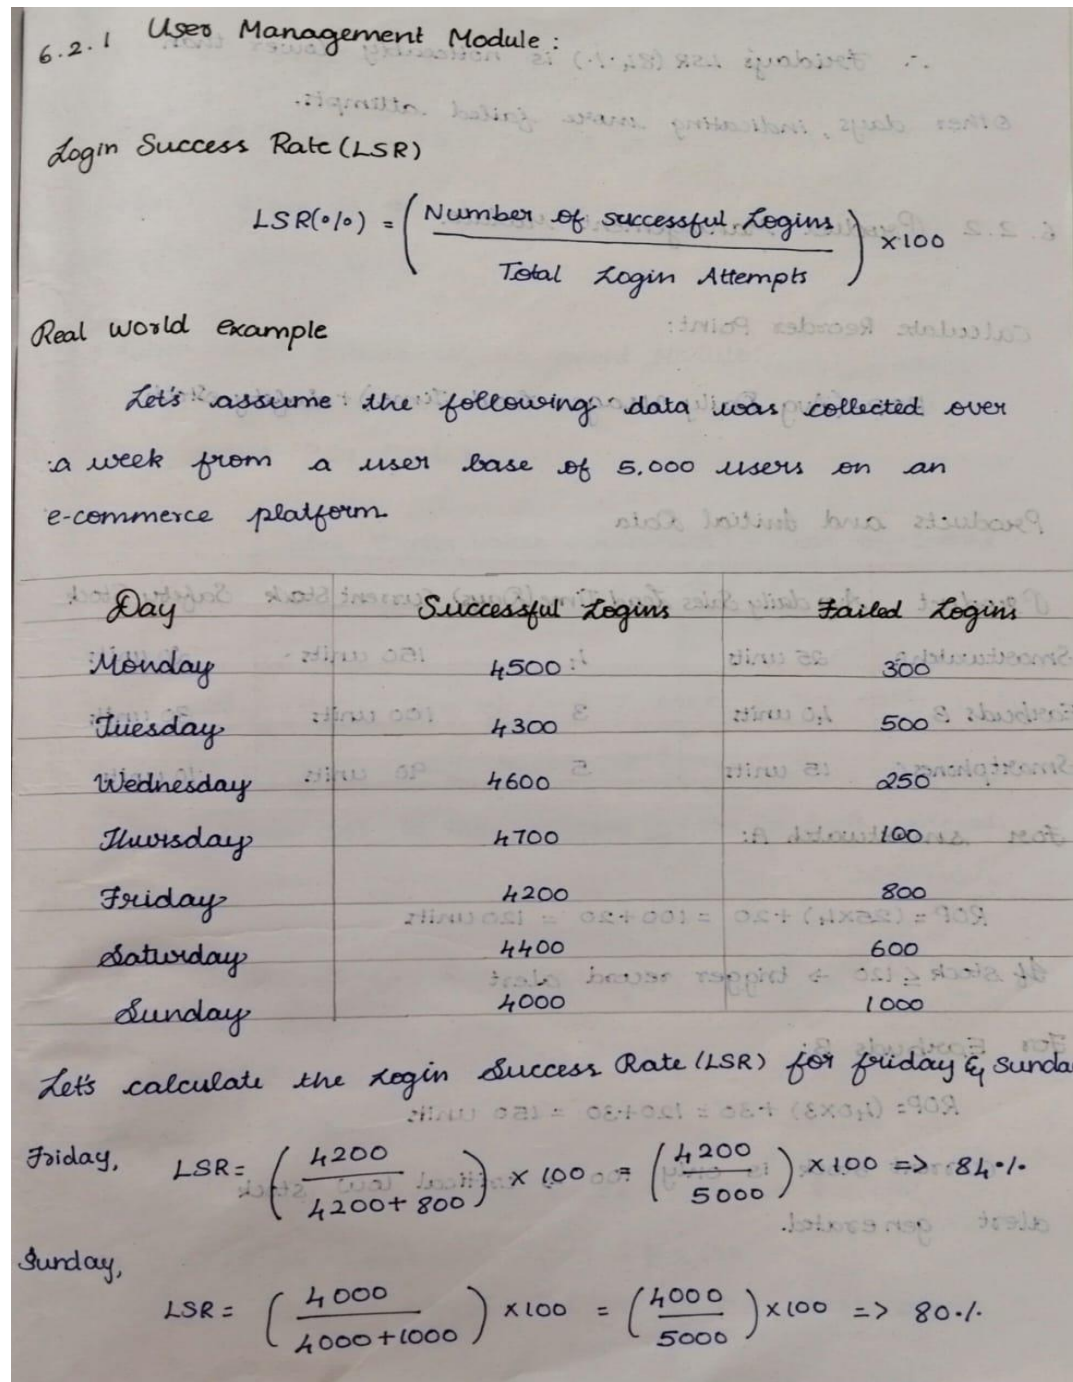 6.2.1 User Management Module :
Login Success Rate (LSR)
LSR(%) = ( Number of successful Logins / Total Login Attempts ) x100
Real world example
Let's assume the following data was collected over
a week from a user base of 5,000 users on an
e-commerce platform
Day Successful Logins Failed Logins
Monday 4500 300
Tuesday 4300 500
Wednesday 4600 250
Thursday 4700 100
Friday 4200 800
Saturday 4400 600
Sunday 4000 1000
Let's calculate the Login Success Rate (LSR) for friday & Sunda
Friday, LSR = ( 4200 / 4200+ 800 ) x 100 = ( 4200 / 5000 ) x 100 => 84%
Sunday,
LSR = ( 4000 / 4000+1000 ) x100 = ( 4000 / 5000 ) x100 => 80%